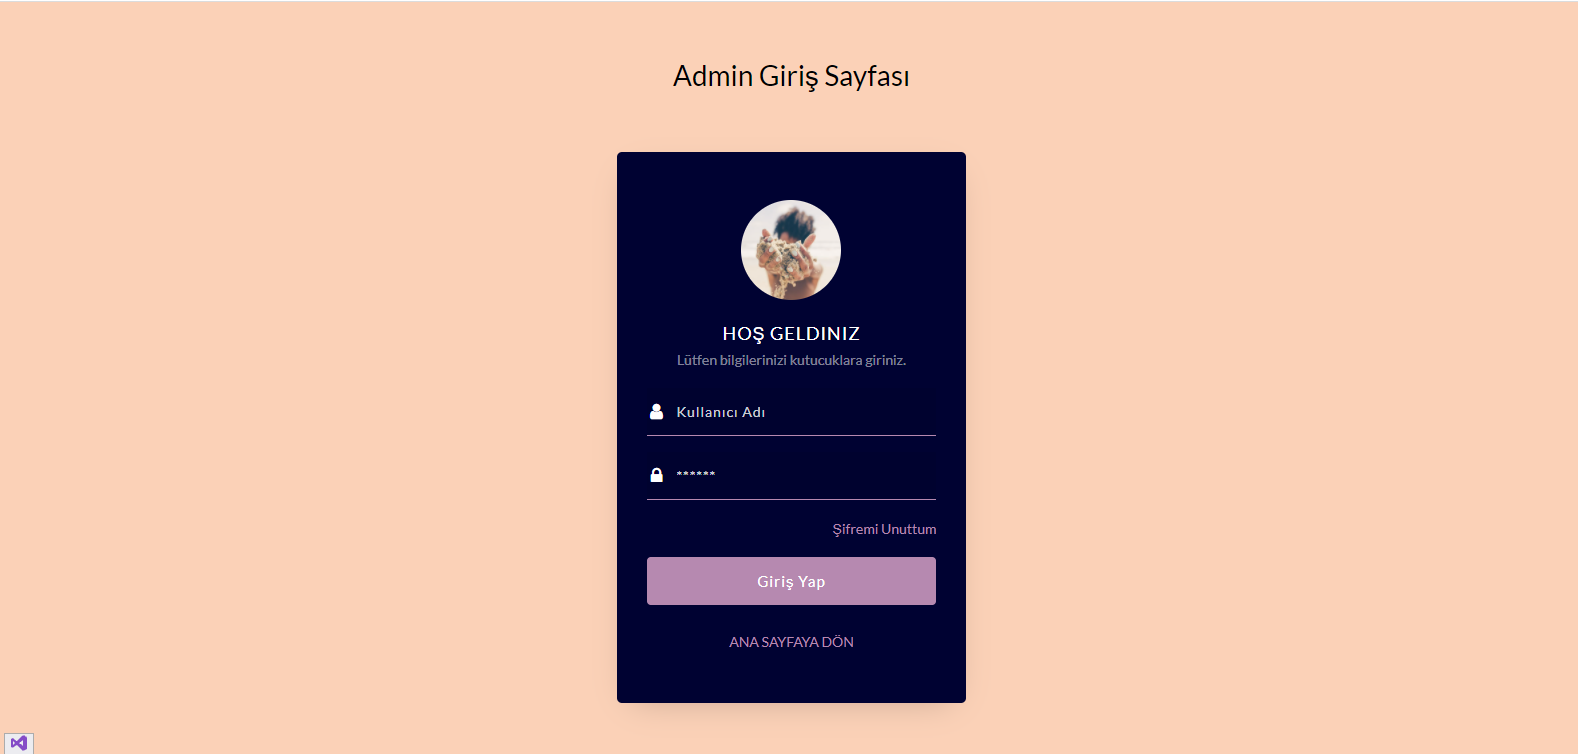 Admin Giriş Sayfası
HOŞ GELDINIZ
Lütfen bilgilerinizi kutucuklara giriniz.
Kullanıcı Adı
******
Şifremi Unuttum
Giriş Yap
ANA SAYFAYA DÖN